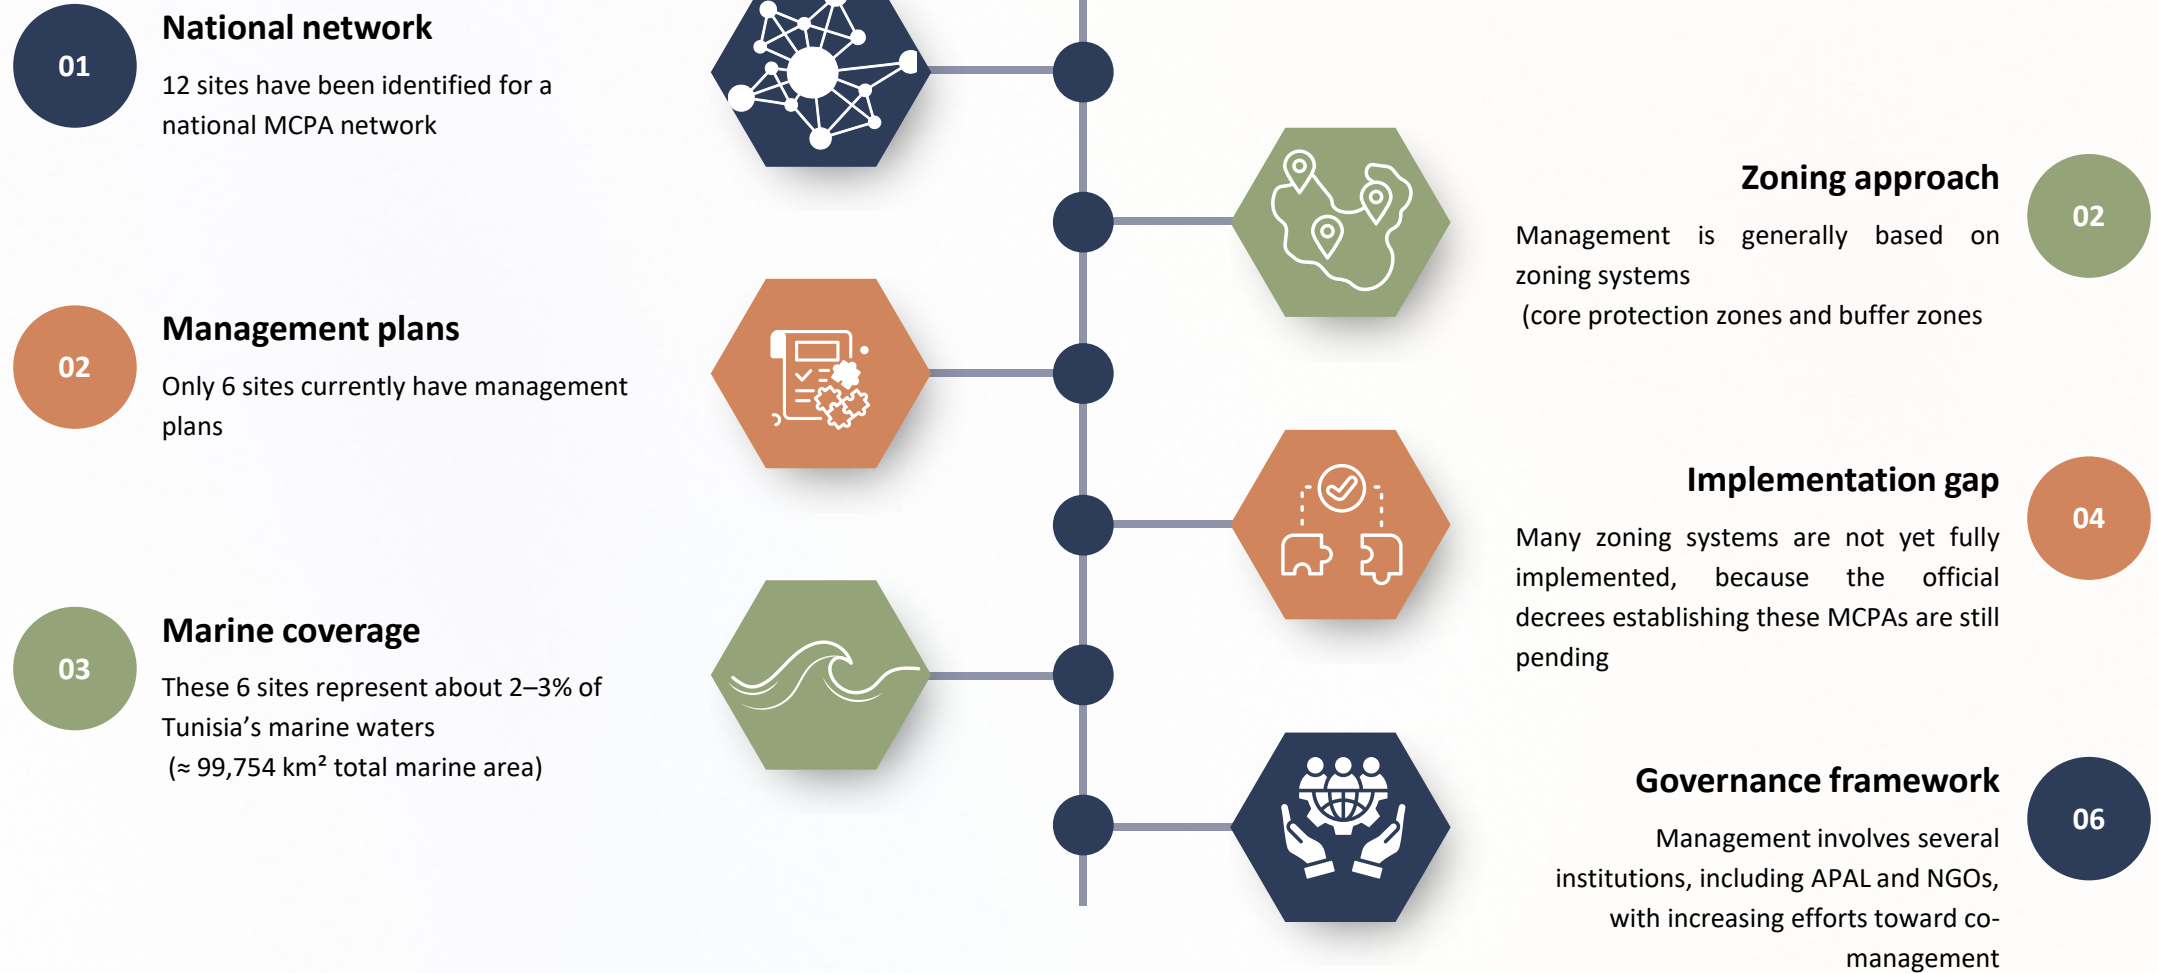 01
National network
12 sites have been identified for a
national MCPA network
Zoning approach
02
Management is generally based on
zoning systems
(core protection zones and buffer zones
02
Management plans
Only 6 sites currently have management
plans
Implementation gap
04
Many zoning systems are not yet fully
implemented, because the official
decrees establishing these MCPAs are still
pending
03
Marine coverage
These 6 sites represent about 2–3% of
Tunisia’s marine waters
(≈ 99,754 km² total marine area)
Governance framework
06
Management involves several
institutions, including APAL and NGOs,
with increasing efforts toward co-
management